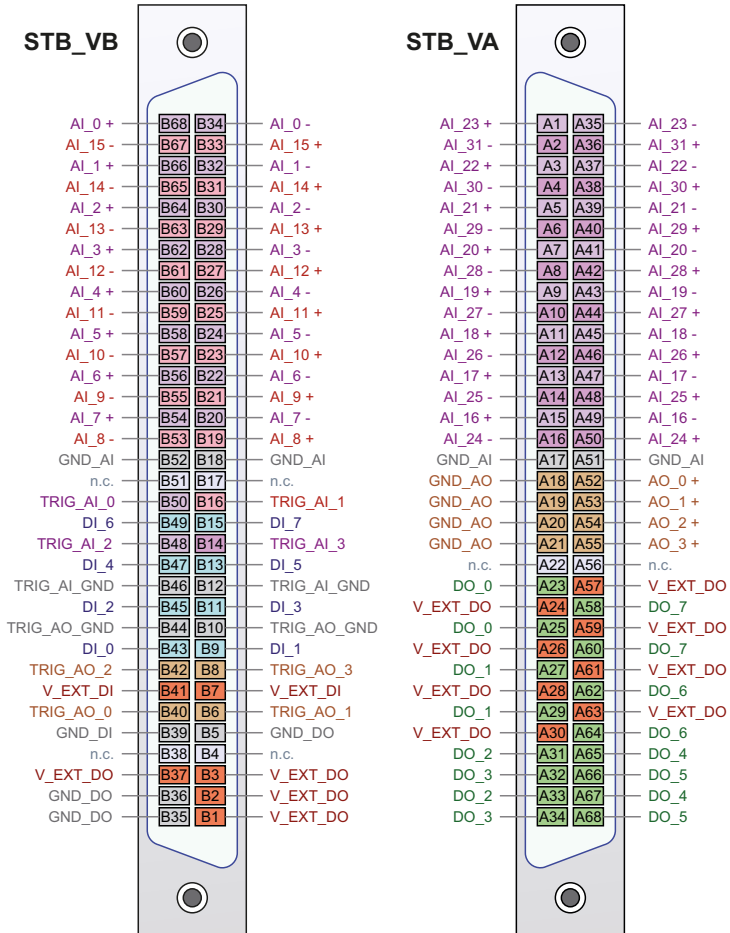 STB_VB
AI_0 + B68 B34 AI_0 -
AI_15 - B67 B33 AI_15 +
AI_1 + B66 B32 AI_1 -
AI_14 - B65 B31 AI_14 +
AI_2 + B64 B30 AI_2 -
AI_13 - B63 B29 AI_13 +
AI_3 + B62 B28 AI_3 -
AI_12 - B61 B27 AI_12 +
AI_4 + B60 B26 AI_4 -
AI_11 - B59 B25 AI_11 +
AI_5 + B58 B24 AI_5 -
AI_10 - B57 B23 AI_10 +
AI_6 + B56 B22 AI_6 -
AI_9 - B55 B21 AI_9 +
AI_7 + B54 B20 AI_7 -
AI_8 - B53 B19 AI_8 +
GND_AI B52 B18 GND_AI
n.c. B51 B17 n.c.
TRIG_AI_0 B50 B16 TRIG_AI_1
DI_6 B49 B15 DI_7
TRIG_AI_2 B48 B14 TRIG_AI_3
DI_4 B47 B13 DI_5
TRIG_AI_GND B46 B12 TRIG_AI_GND
DI_2 B45 B11 DI_3
TRIG_AO_GND B44 B10 TRIG_AO_GND
DI_0 B43 B9 DI_1
TRIG_AO_2 B42 B8 TRIG_AO_3
V_EXT_DI B41 B7 V_EXT_DI
TRIG_AO_0 B40 B6 TRIG_AO_1
GND_DI B39 B5 GND_DO
n.c. B38 B4 n.c.
V_EXT_DO B37 B3 V_EXT_DO
GND_DO B36 B2 V_EXT_DO
GND_DO B35 B1 V_EXT_DO
STB_VA
AI_23 + A1 A35 AI_23 -
AI_31 - A2 A36 AI_31 +
AI_22 + A3 A37 AI_22 -
AI_30 - A4 A38 AI_30 +
AI_21 + A5 A39 AI_21 -
AI_29 - A6 A40 AI_29 +
AI_20 + A7 A41 AI_20 -
AI_28 - A8 A42 AI_28 +
AI_19 + A9 A43 AI_19 -
AI_27 - A10 A44 AI_27 +
AI_18 + A11 A45 AI_18 -
AI_26 - A12 A46 AI_26 +
AI_17 + A13 A47 AI_17 -
AI_25 - A14 A48 AI_25 +
AI_16 + A15 A49 AI_16 -
AI_24 - A16 A50 AI_24 +
GND_AI A17 A51 GND_AI
GND_AO A18 A52 AO_0 +
GND_AO A19 A53 AO_1 +
GND_AO A20 A54 AO_2 +
GND_AO A21 A55 AO_3 +
n.c. A22 A56 n.c.
DO_0 A23 A57 V_EXT_DO
V_EXT_DO A24 A58 DO_7
DO_0 A25 A59 V_EXT_DO
V_EXT_DO A26 A60 DO_7
DO_1 A27 A61 V_EXT_DO
V_EXT_DO A28 A62 DO_6
DO_1 A29 A63 V_EXT_DO
V_EXT_DO A30 A64 DO_6
DO_2 A31 A65 DO_4
DO_3 A32 A66 DO_5
DO_2 A33 A67 DO_4
DO_3 A34 A68 DO_5